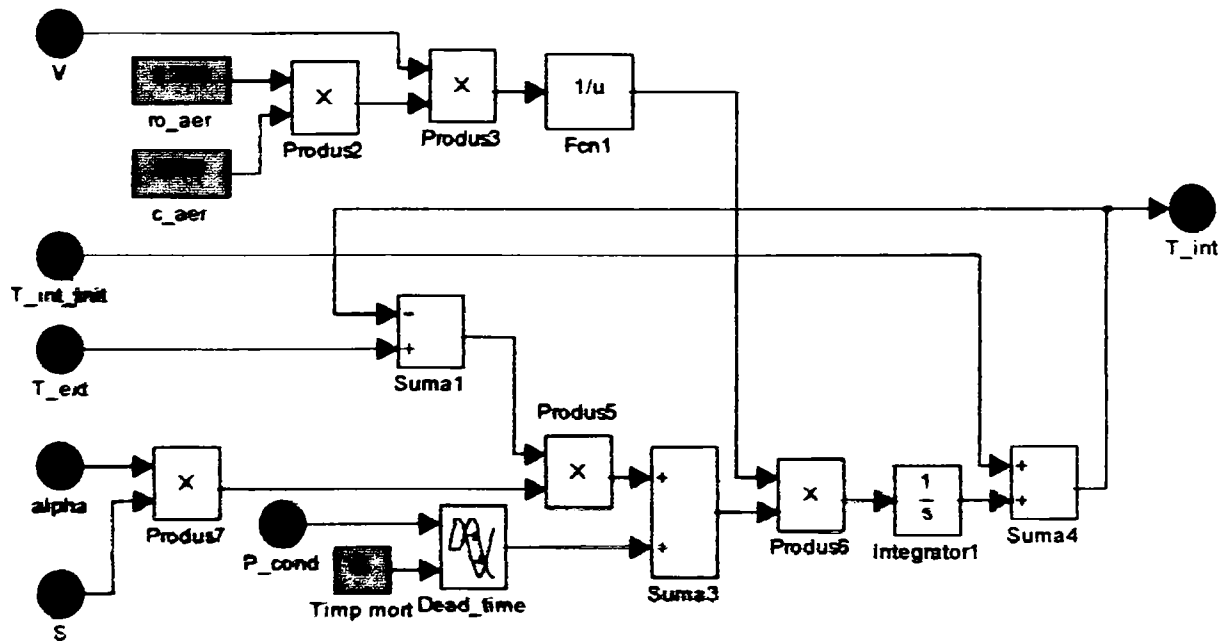 V
ro_aer
×
Produs2
×
Produs3
1/u
Fcn1
c_aer
T_int
T_int_init
T_ext
-
+
Suma1
Produs5
×
alpha
×
Produs7
S
P_cond
Timp mort
Dead_time
+
+
Suma3
×
Produs6
1
s
Integrator1
+
+
Suma4